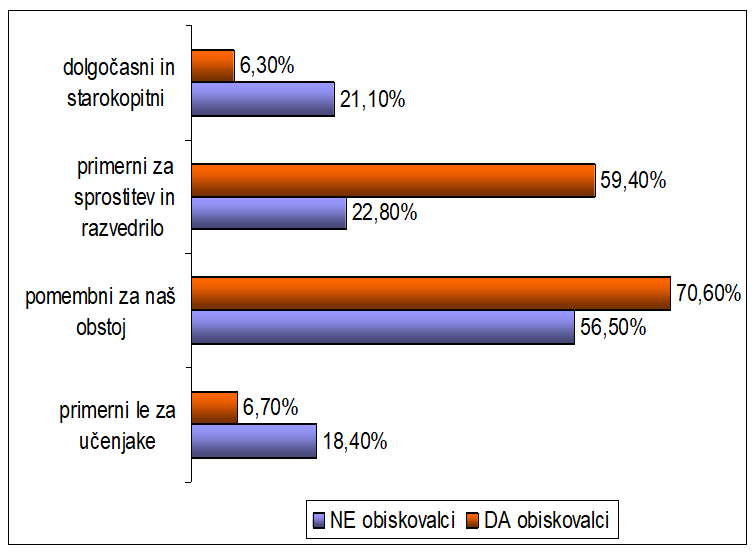 dolgočasni in
starokopitni
6,30%
21,10%
primerni za
sprostitev in
razvedrilo
59,40%
22,80%
pomembni za naš
obstoj
70,60%
56,50%
primerni le za
učenjake
6,70%
18,40%
NE obiskovalci DA obiskovalci